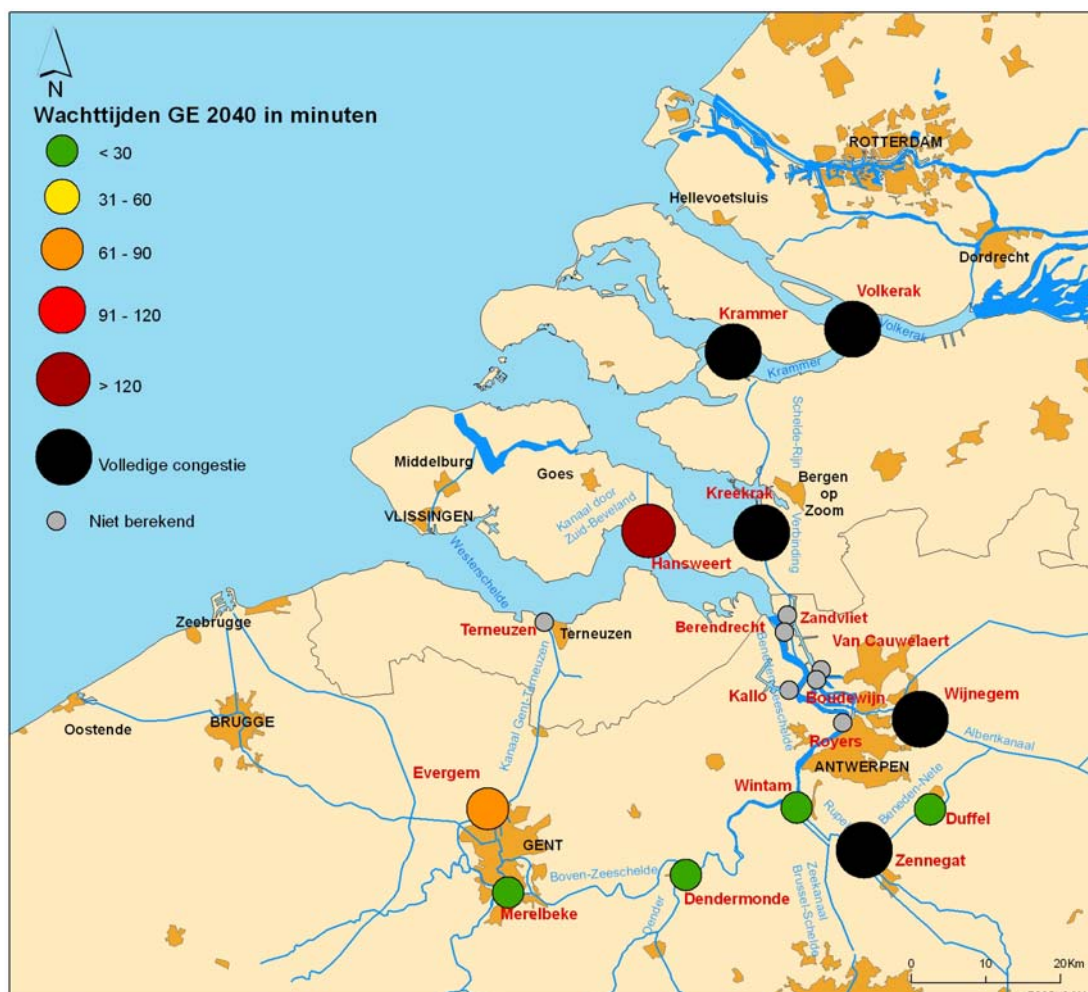 N
Wachttijden GE 2040 in minuten
< 30
31 - 60
61 - 90
91 - 120
> 120
Volledige congestie
Niet berekend
ROTTERDAM
Hellevoetsluis
Dordrecht
Volkerak
Krammer
Volkerak
Krammer
Schelde-Rijn
Verbinding
Middelburg
Goes
Kreekrak
Bergen
op
Zoom
VLISSINGEN
Kanaal door
Zuid-Beveland
Hansweert
Westerschelde
Zeebrugge
Terneuzen
Terneuzen
Berendrecht
Zandvliet
Van Cauwelaert
Kallo
Boudewijn
Wijnegem
Oostende
BRUGGE
Kanaal Gent-Terneuzen
Royers
Albertkanaal
ANTWERPEN
Evergem
Wintam
Beneden-Nete
Duffel
GENT
Zennegat
Boven-Zeeschelde
Dender
Dendermonde
Zeekanaal
Brussel-Schelde
Merelbeke
0 10 20Km